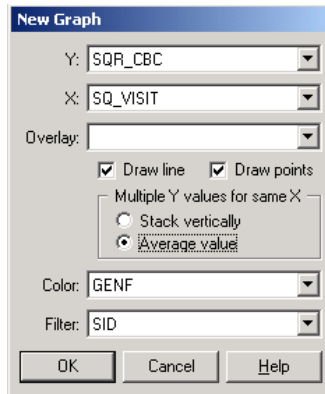 New Graph
Y: SQR_CBC
X: SQ_VISIT
Overlay:
Draw line Draw points
Multiple Y values for same X
Stack vertically
Average value
Color: GENF
Filter: SID
OK Cancel Help